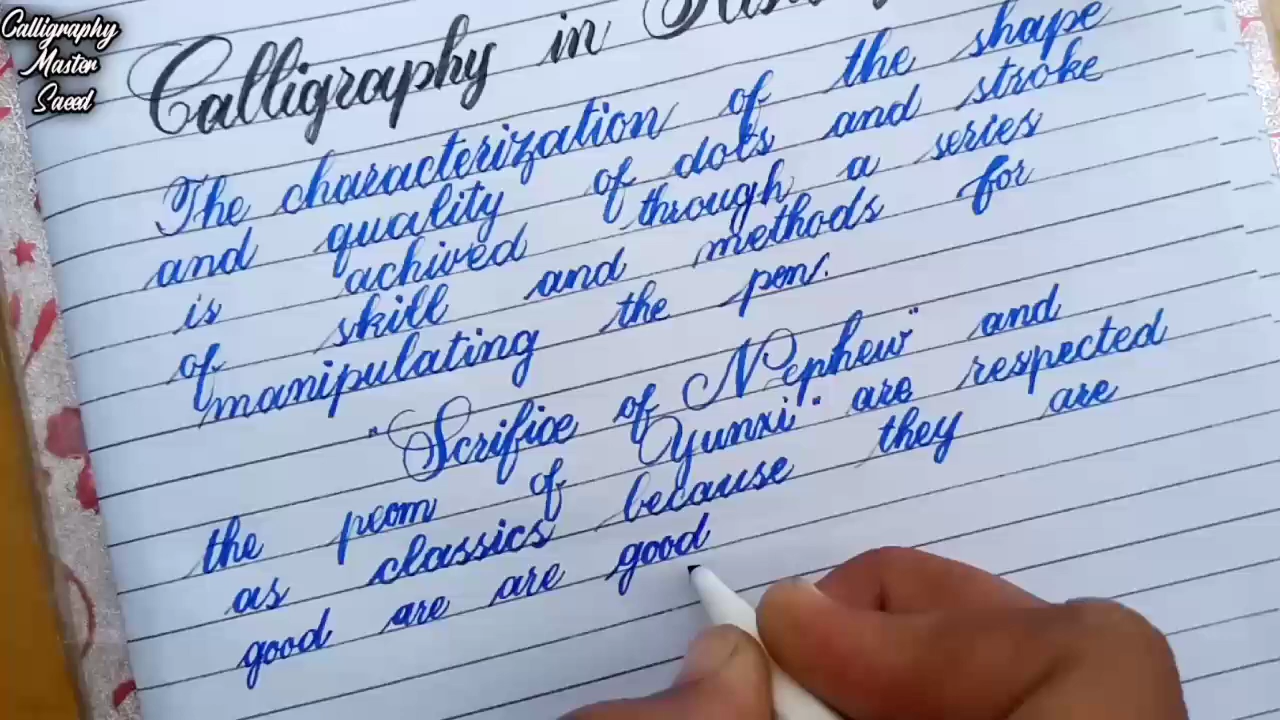 Calligraphy
Master
Saeed
Calligraphy in
The characterization of the shape
and quality of dots and stroke
is achived through a series
of skill and methods for
manipulating the pen.
"Scrifice of Nephew" and
the peom of Yunxi". are respected
as classics because they are
good are are good